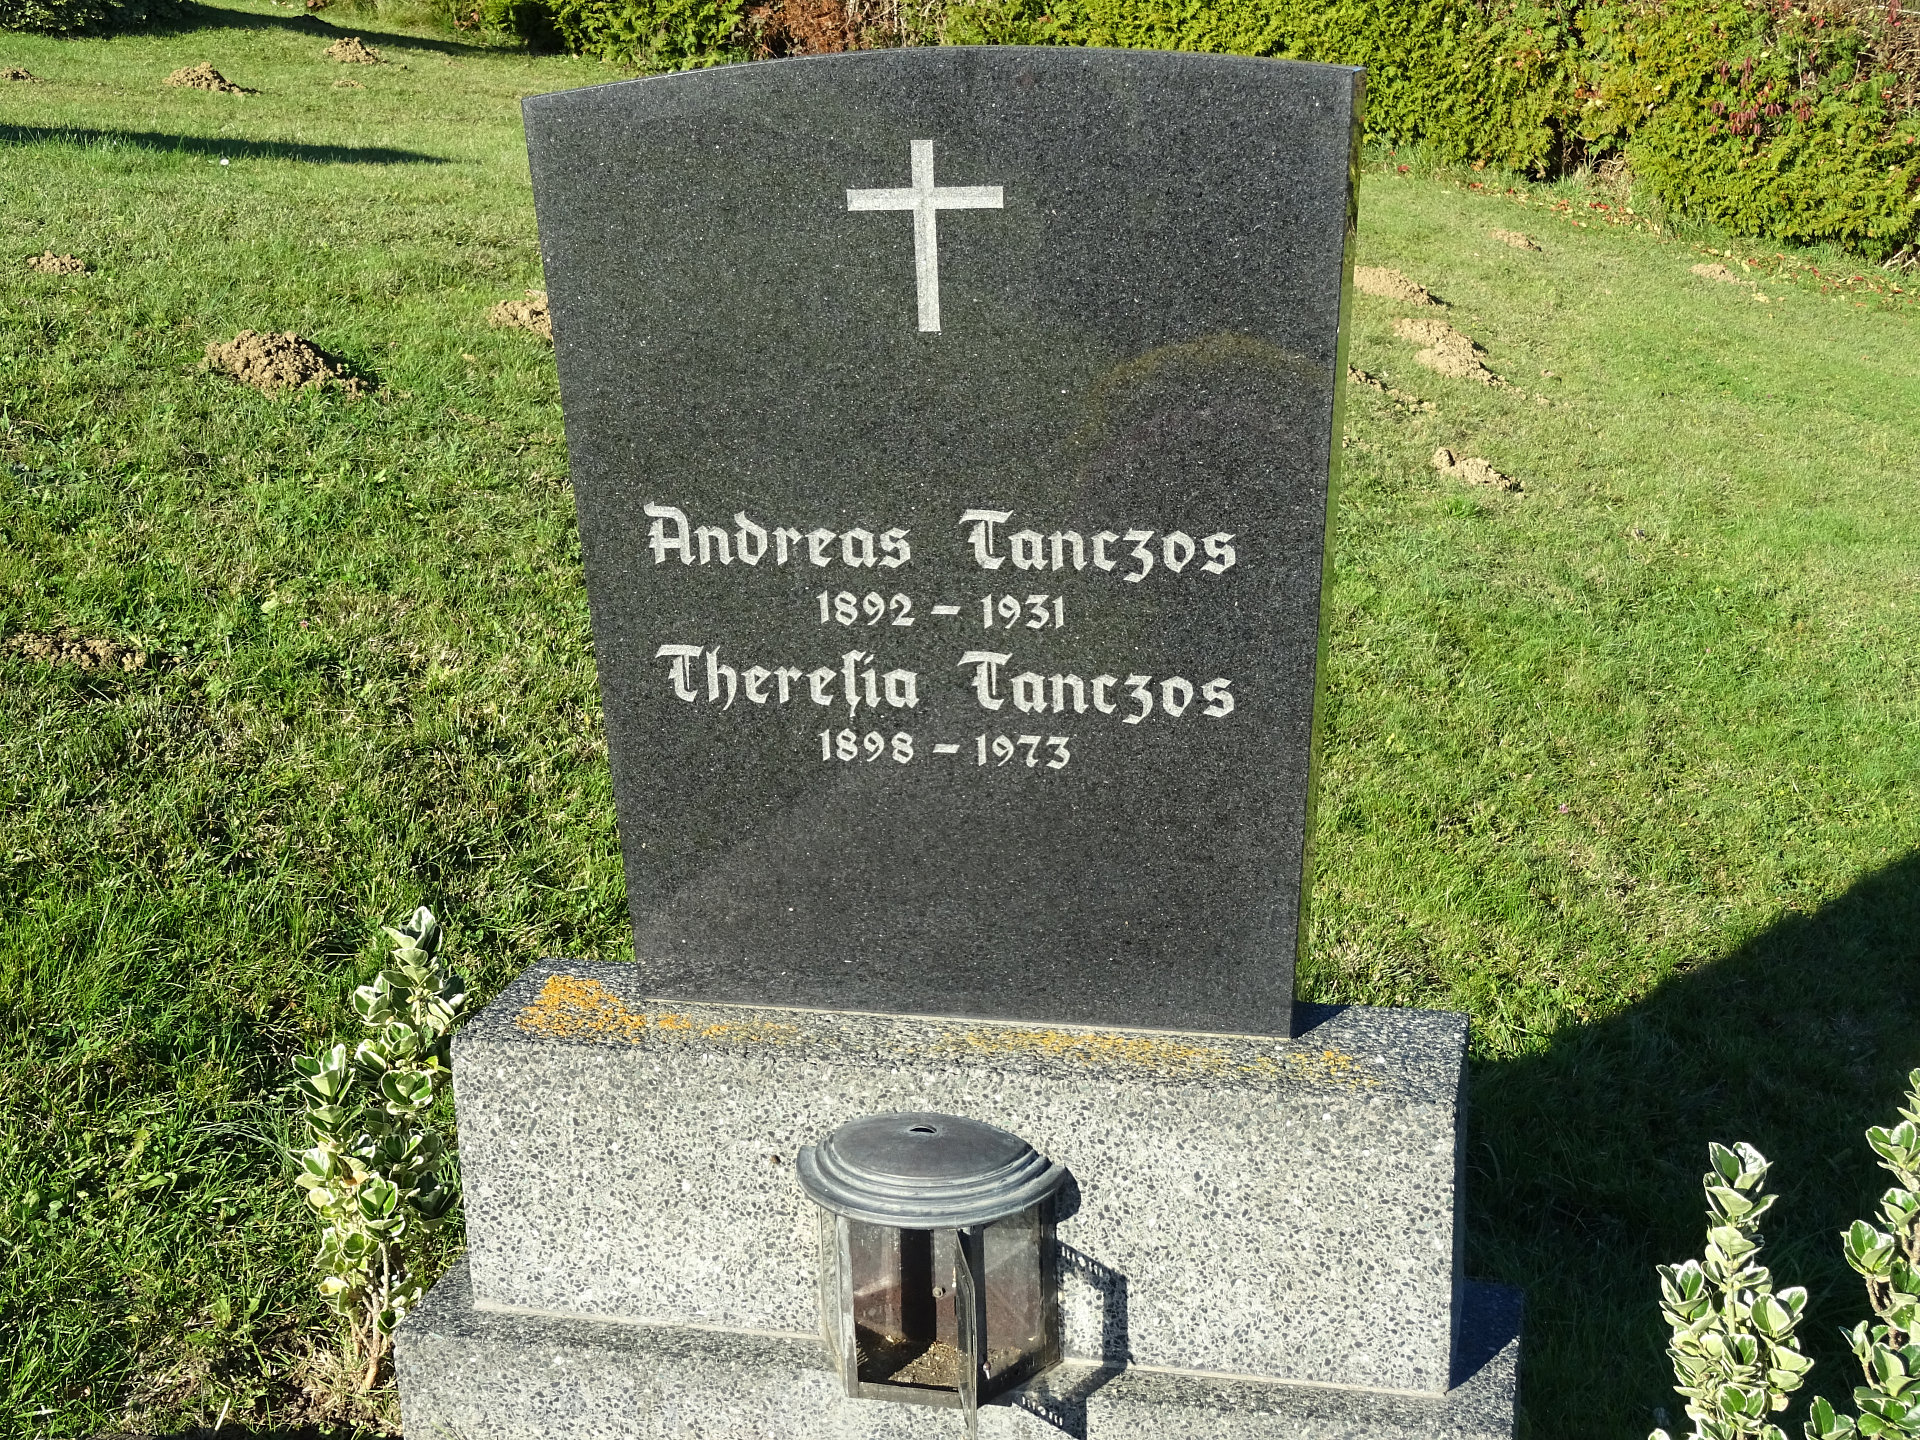 Andreas Tanczos
1892 – 1931
Thereſia Tanczos
1898 – 1973